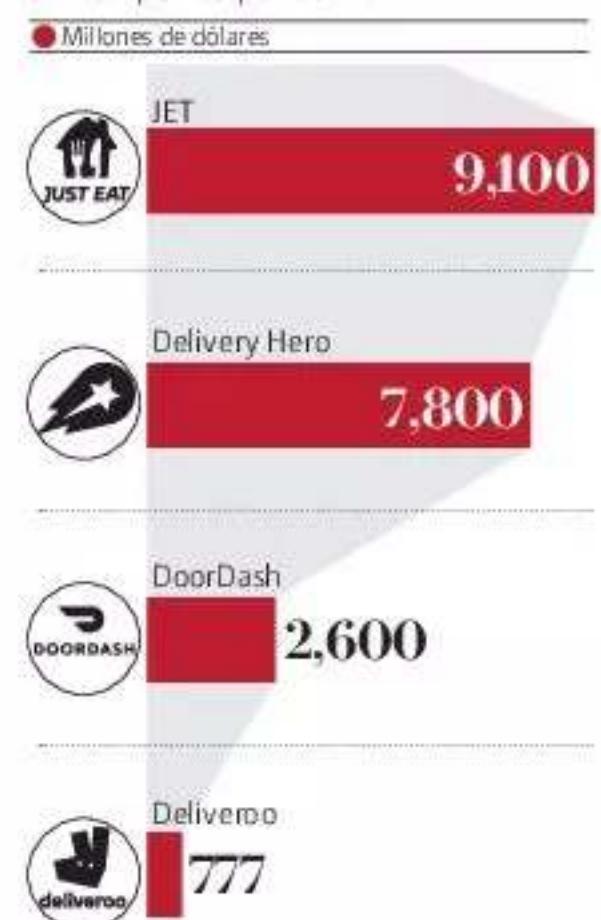 Millones de dólares
JET
JUST EAT
9,100
Delivery Hero
7,800
DoorDash
DOORDASH
2,600
Deliveroo
deliveroo
777